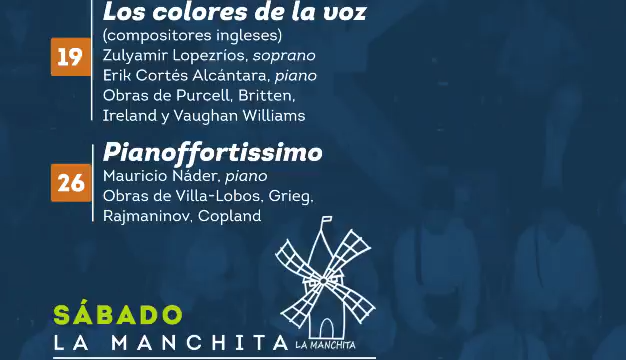 Los colores de la voz
(compositores ingleses)
19
Zulyamir Lopezríos, soprano
Erik Cortés Alcántara, piano
Obras de Purcell, Britten,
Ireland y Vaughan Williams
Pianoffortissimo
26
Mauricio Náder, piano
Obras de Villa-Lobos, Grieg,
Rajmaninov, Copland
SÁBADO
LA MANCHITA
LA MANCHITA